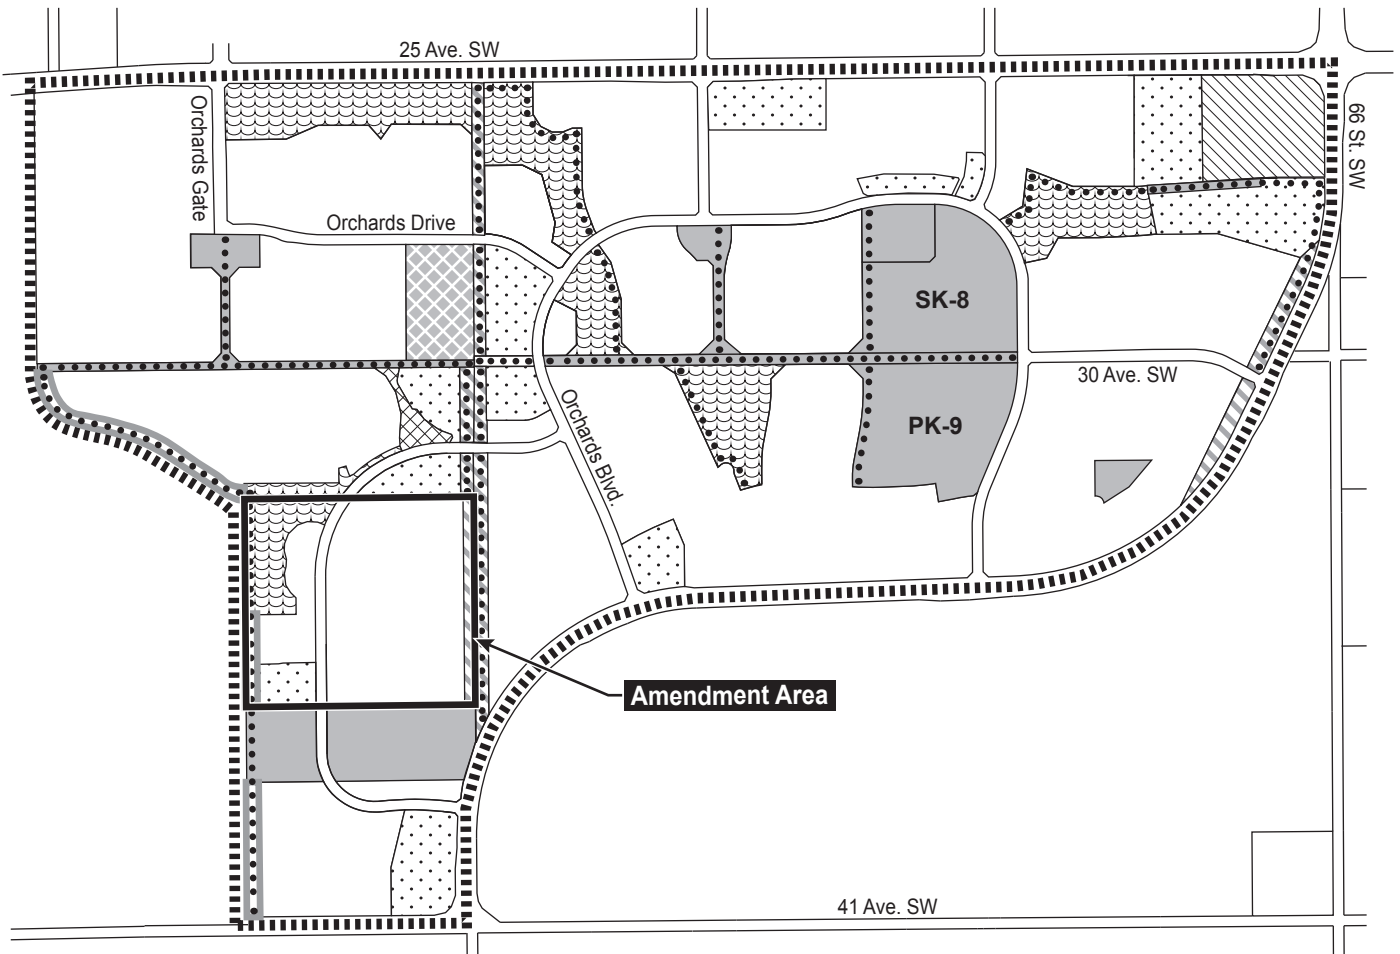 25 Ave. SW
Orchards Gate
66 St. SW
Orchards Drive
SK-8
30 Ave. SW
Orchards Blvd.
PK-9
Amendment Area
41 Ave. SW